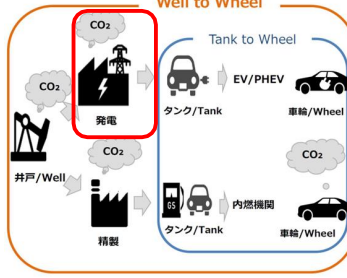 Well to Wheel
CO₂
Tank to Wheel
CO₂
EV/PHEV
発電
タンク/Tank
車輪/Wheel
CO₂
CO₂
井戸/Well
GS
内燃機関
タンク/Tank
車輪/Wheel
精製